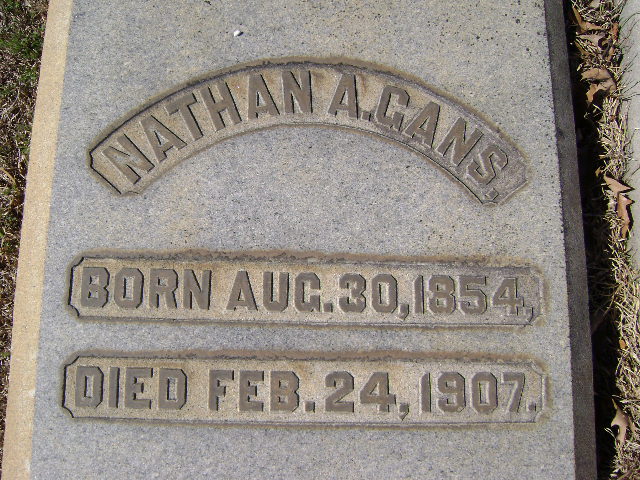 NATHAN A. GANS.
BORN AUG. 30, 1854,
DIED FEB. 24, 1907.